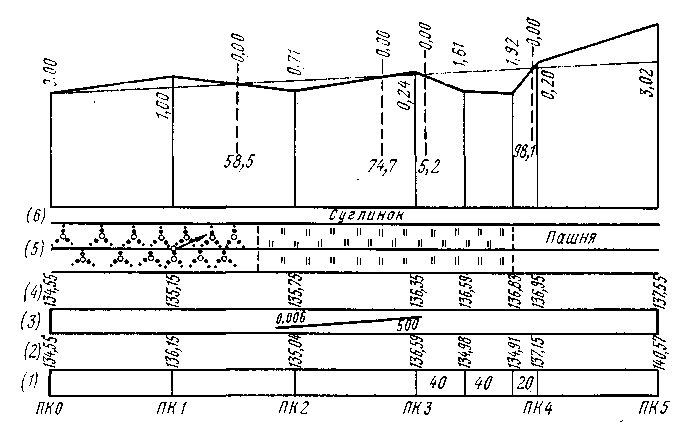 0,00 0,00 0,71 0,00 0,00 1,61 1,92 0,00
1,00 0,24 0,20 3,02
58,5 74,7 5,2 98,1
(6) Суглинок
(5) Пашня
(4) 134,55 135,15 135,75 136,35 136,59 136,83 136,95 137,55
(3) 0.006 500
(2) 134,55 136,15 135,04 136,59 134,98 134,91 137,15 140,57
(1) 40 40 20
ПК0 ПК1 ПК2 ПК3 ПК4 ПК5